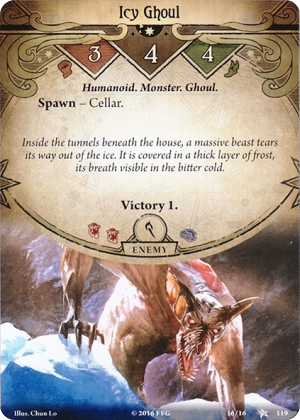 Icy Ghoul
3 4 4
Humanoid. Monster. Ghoul.
Spawn – Cellar.
Inside the tunnels beneath the house, a massive beast tears
its way out of the ice. It is covered in a thick layer of frost,
its breath visible in the bitter cold.
Victory 1.
ENEMY
Illus. Chun Lo
© 2016 FFG
16/16
119